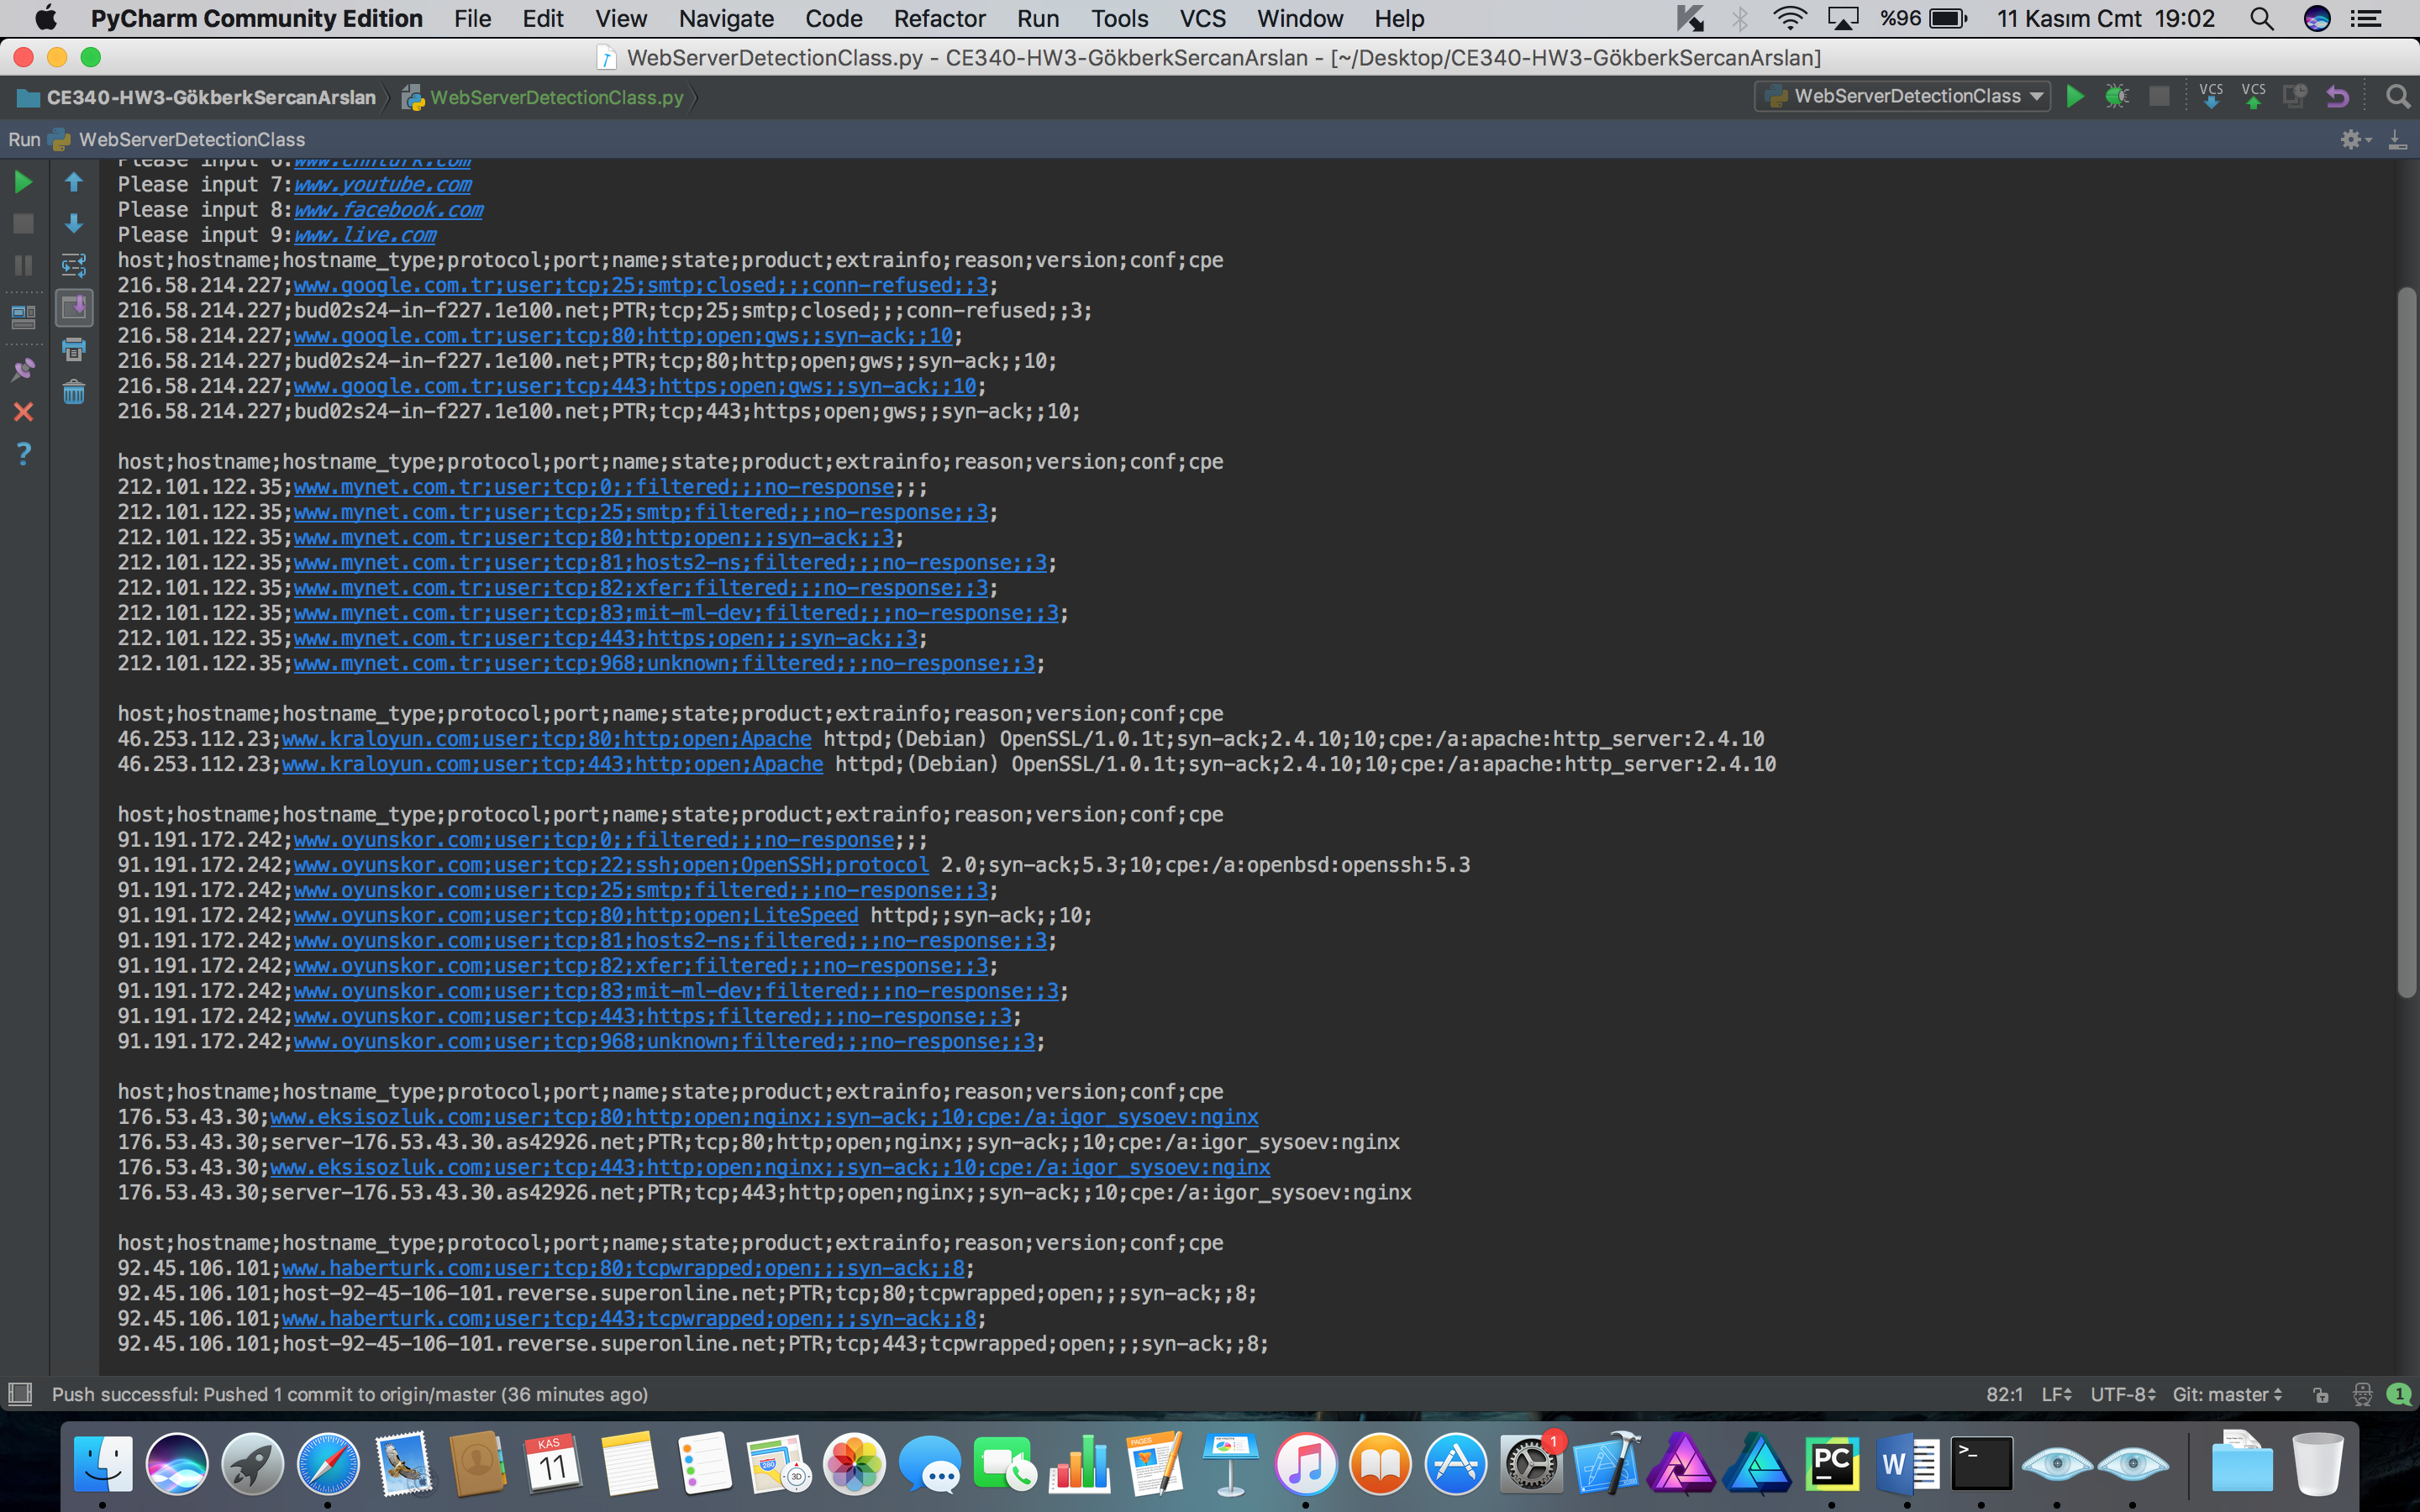 PyCharm Community Edition File Edit View Navigate Code Refactor Run Tools VCS Window Help %96 11 Kasım Cmt 19:02
WebServerDetectionClass.py - CE340-HW3-GökberkSercanArslan - [~/Desktop/CE340-HW3-GökberkSercanArslan]
CE340-HW3-GökberkSercanArslan WebServerDetectionClass.py WebServerDetectionClass VCS VCS
Run WebServerDetectionClass
Please input 6:www.cnnturk.com
Please input 7:www.youtube.com
Please input 8:www.facebook.com
Please input 9:www.live.com
host;hostname;hostname_type;protocol;port;name;state;product;extrainfo;reason;version;conf;cpe
216.58.214.227;www.google.com.tr;user;tcp;25;smtp;closed;;;conn-refused;;3;
216.58.214.227;bud02s24-in-f227.1e100.net;PTR;tcp;25;smtp;closed;;;conn-refused;;3;
216.58.214.227;www.google.com.tr;user;tcp;80;http;open;gws;;syn-ack;;10;
216.58.214.227;bud02s24-in-f227.1e100.net;PTR;tcp;80;http;open;gws;;syn-ack;;10;
216.58.214.227;www.google.com.tr;user;tcp;443;https;open;gws;;syn-ack;;10;
216.58.214.227;bud02s24-in-f227.1e100.net;PTR;tcp;443;https;open;gws;;syn-ack;;10;
host;hostname;hostname_type;protocol;port;name;state;product;extrainfo;reason;version;conf;cpe
212.101.122.35;www.mynet.com.tr;user;tcp;0;;filtered;;;no-response;;;
212.101.122.35;www.mynet.com.tr;user;tcp;25;smtp;filtered;;;no-response;;3;
212.101.122.35;www.mynet.com.tr;user;tcp;80;http;open;;;syn-ack;;3;
212.101.122.35;www.mynet.com.tr;user;tcp;81;hosts2-ns;filtered;;;no-response;;3;
212.101.122.35;www.mynet.com.tr;user;tcp;82;xfer;filtered;;;no-response;;3;
212.101.122.35;www.mynet.com.tr;user;tcp;83;mit-ml-dev;filtered;;;no-response;;3;
212.101.122.35;www.mynet.com.tr;user;tcp;443;https;open;;;syn-ack;;3;
212.101.122.35;www.mynet.com.tr;user;tcp;968;unknown;filtered;;;no-response;;3;
host;hostname;hostname_type;protocol;port;name;state;product;extrainfo;reason;version;conf;cpe
46.253.112.23;www.kraloyun.com;user;tcp;80;http;open;Apache httpd;(Debian) OpenSSL/1.0.1t;syn-ack;2.4.10;10;cpe:/a:apache:http_server:2.4.10
46.253.112.23;www.kraloyun.com;user;tcp;443;http;open;Apache httpd;(Debian) OpenSSL/1.0.1t;syn-ack;2.4.10;10;cpe:/a:apache:http_server:2.4.10
host;hostname;hostname_type;protocol;port;name;state;product;extrainfo;reason;version;conf;cpe
91.191.172.242;www.oyunskor.com;user;tcp;0;;filtered;;;no-response;;;
91.191.172.242;www.oyunskor.com;user;tcp;22;ssh;open;OpenSSH;protocol 2.0;syn-ack;5.3;10;cpe:/a:openbsd:openssh:5.3
91.191.172.242;www.oyunskor.com;user;tcp;25;smtp;filtered;;;no-response;;3;
91.191.172.242;www.oyunskor.com;user;tcp;80;http;open;LiteSpeed httpd;;syn-ack;;10;
91.191.172.242;www.oyunskor.com;user;tcp;81;hosts2-ns;filtered;;;no-response;;3;
91.191.172.242;www.oyunskor.com;user;tcp;82;xfer;filtered;;;no-response;;3;
91.191.172.242;www.oyunskor.com;user;tcp;83;mit-ml-dev;filtered;;;no-response;;3;
91.191.172.242;www.oyunskor.com;user;tcp;443;https;filtered;;;no-response;;3;
91.191.172.242;www.oyunskor.com;user;tcp;968;unknown;filtered;;;no-response;;3;
host;hostname;hostname_type;protocol;port;name;state;product;extrainfo;reason;version;conf;cpe
176.53.43.30;www.eksisozluk.com;user;tcp;80;http;open;nginx;;syn-ack;;10;cpe:/a:igor_sysoev:nginx
176.53.43.30;server-176.53.43.30.as42926.net;PTR;tcp;80;http;open;nginx;;syn-ack;;10;cpe:/a:igor_sysoev:nginx
176.53.43.30;www.eksisozluk.com;user;tcp;443;http;open;nginx;;syn-ack;;10;cpe:/a:igor_sysoev:nginx
176.53.43.30;server-176.53.43.30.as42926.net;PTR;tcp;443;http;open;nginx;;syn-ack;;10;cpe:/a:igor_sysoev:nginx
host;hostname;hostname_type;protocol;port;name;state;product;extrainfo;reason;version;conf;cpe
92.45.106.101;www.haberturk.com;user;tcp;80;tcpwrapped;open;;;syn-ack;;8;
92.45.106.101;host-92-45-106-101.reverse.superonline.net;PTR;tcp;80;tcpwrapped;open;;;syn-ack;;8;
92.45.106.101;www.haberturk.com;user;tcp;443;tcpwrapped;open;;;syn-ack;;8;
92.45.106.101;host-92-45-106-101.reverse.superonline.net;PTR;tcp;443;tcpwrapped;open;;;syn-ack;;8;
Push successful: Pushed 1 commit to origin/master (36 minutes ago) 82:1 LF UTF-8 Git: master 1
KAS 11 280 3D PAGES 1 PC W >_